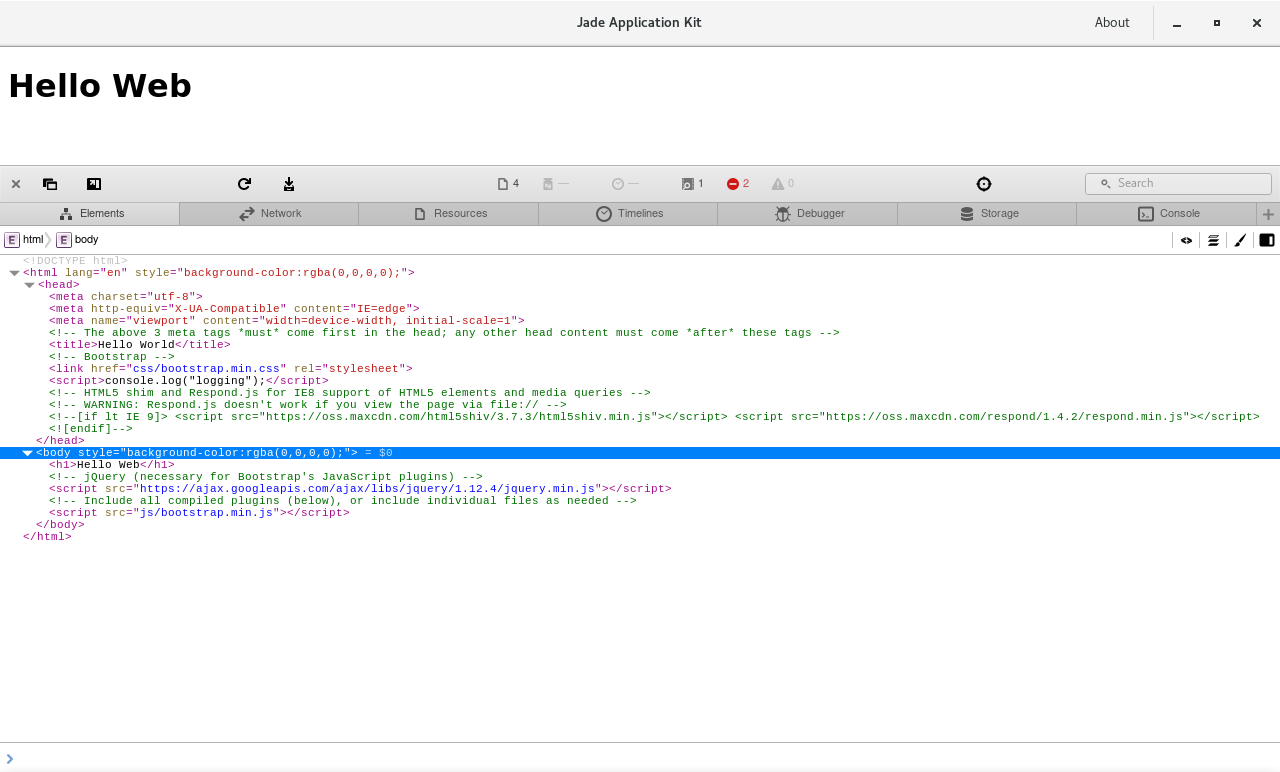 Jade Application Kit About
Hello Web
4 — — 1 2 0 Search
Elements Network Resources Timelines Debugger Storage Console
E html E body
<!DOCTYPE html>
<html lang="en" style="background-color:rgba(0,0,0,0);">
<head>
<meta charset="utf-8">
<meta http-equiv="X-UA-Compatible" content="IE=edge">
<meta name="viewport" content="width=device-width, initial-scale=1">
<!-- The above 3 meta tags *must* come first in the head; any other head content must come *after* these tags -->
<title>Hello World</title>
<!-- Bootstrap -->
<link href="css/bootstrap.min.css" rel="stylesheet">
<script>console.log("logging");</script>
<!-- HTML5 shim and Respond.js for IE8 support of HTML5 elements and media queries -->
<!-- WARNING: Respond.js doesn't work if you view the page via file:// -->
<!--[if lt IE 9]> <script src="https://oss.maxcdn.com/html5shiv/3.7.3/html5shiv.min.js"></script> <script src="https://oss.maxcdn.com/respond/1.4.2/respond.min.js"></script>
<![endif]-->
</head>
<body style="background-color:rgba(0,0,0,0);"> = $0
<h1>Hello Web</h1>
<!-- jQuery (necessary for Bootstrap's JavaScript plugins) -->
<script src="https://ajax.googleapis.com/ajax/libs/jquery/1.12.4/jquery.min.js"></script>
<!-- Include all compiled plugins (below), or include individual files as needed -->
<script src="js/bootstrap.min.js"></script>
</body>
</html>